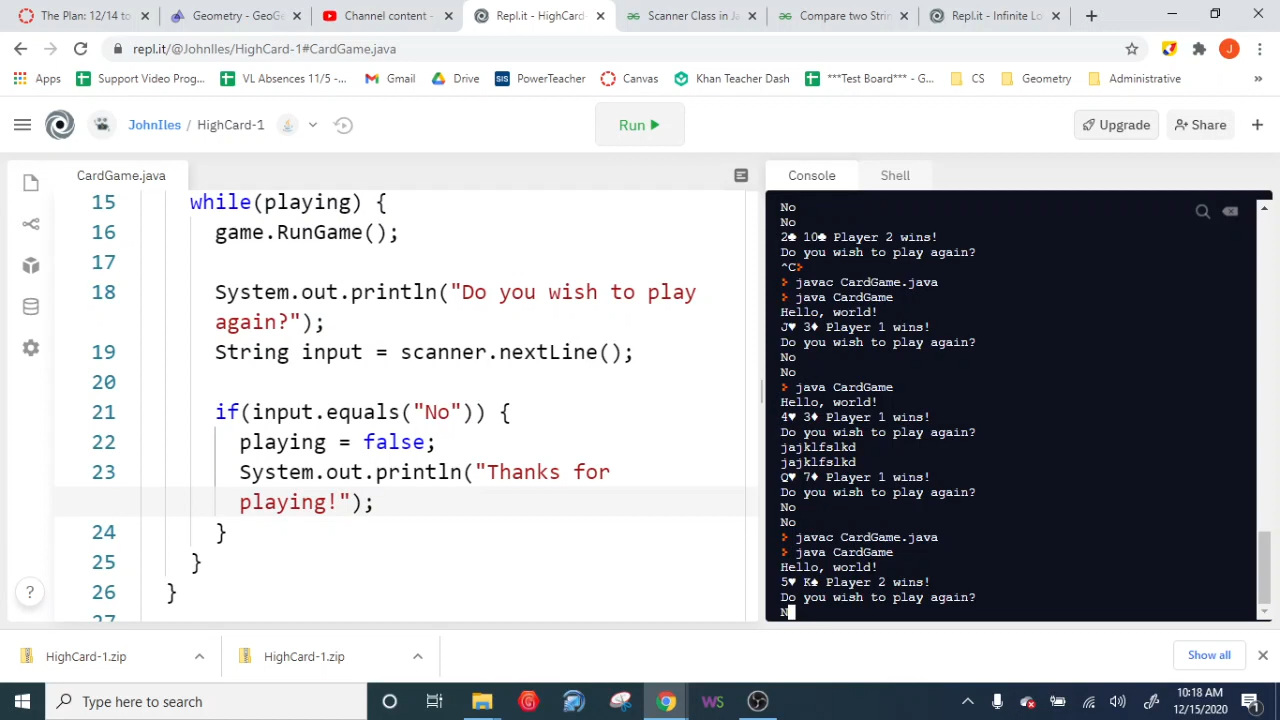 The Plan: 12/14 to
Geometry - GeoGe
Channel content -
Repl.it - HighCard-
Scanner Class in Ja
Compare two Strin
Repl.it - Infinite Lo
repl.it/@JohnIles/HighCard-1#CardGame.java
J
Apps
Support Video Prog...
VL Absences 11/5 -...
Gmail
Drive
SIS
PowerTeacher
Canvas
Khan Teacher Dash
***Test Board*** - G...
CS
Geometry
Administrative
»
JohnIles / HighCard-1
Run
Upgrade
Share
CardGame.java
15 while(playing) {
16 game.RunGame();
17
18 System.out.println("Do you wish to play
again?");
19 String input = scanner.nextLine();
20
21 if(input.equals("No")) {
22 playing = false;
23 System.out.println("Thanks for
playing!");
24 }
25 }
26 }
27
?
Console
Shell
No
No
2♣ 10♣ Player 2 wins!
Do you wish to play again?
^C
javac CardGame.java
java CardGame
Hello, world!
J♥ 3♦ Player 1 wins!
Do you wish to play again?
No
No
java CardGame
Hello, world!
4♥ 3♦ Player 1 wins!
Do you wish to play again?
jajklfslkd
jajklfslkd
Q♥ 7♦ Player 1 wins!
Do you wish to play again?
No
No
javac CardGame.java
java CardGame
Hello, world!
5♥ K♠ Player 2 wins!
Do you wish to play again?
N
HighCard-1.zip
HighCard-1.zip
Show all
Type here to search
WS
10:18 AM
12/15/2020
1